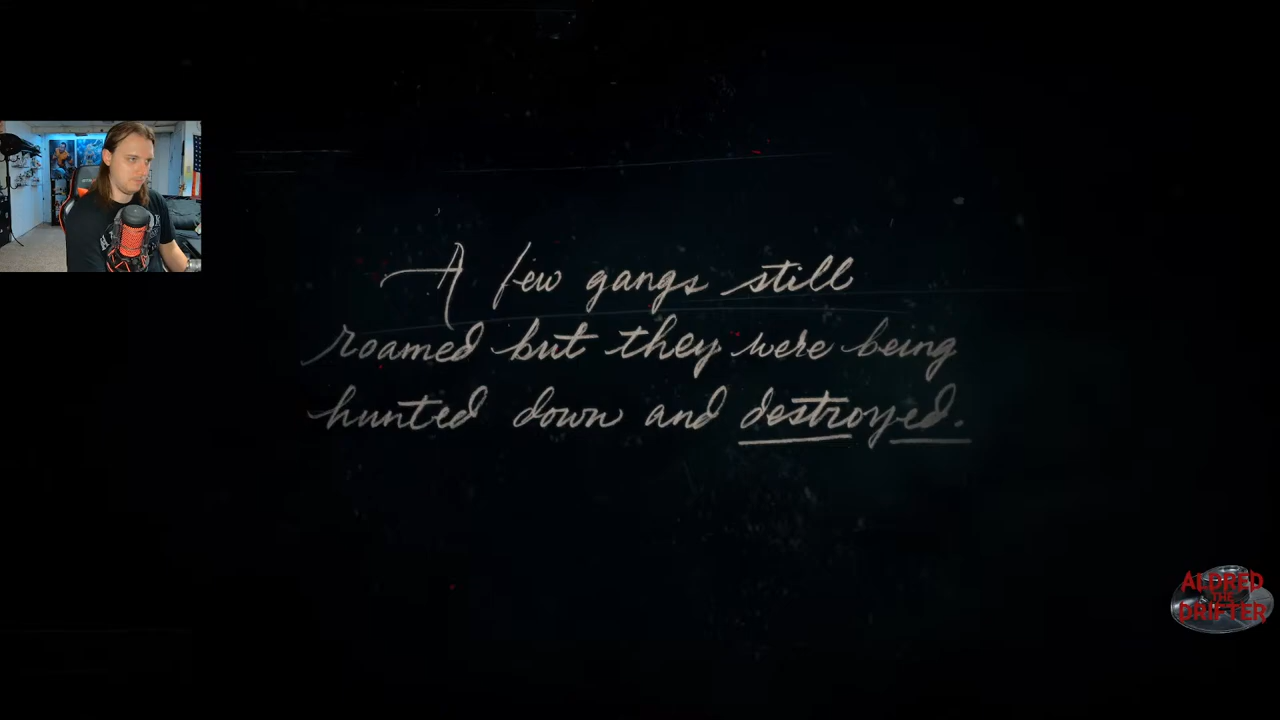 A few gangs still
roamed but they were being
hunted down and destroyed.
ALDRED
THE
DRIFTER